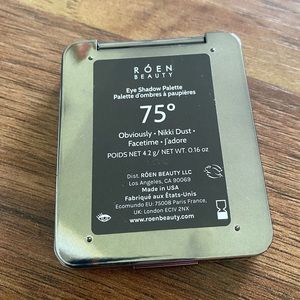 RÓEN
BEAUTY
Eye Shadow Palette
Palette d'ombres à paupières
75°
Obviously • Nikki Dust •
Facetime • J'adore
POIDS NET 4.2 g/ NET WT. 0.16 oz
Dist. RÓEN BEAUTY LLC
Los Angeles, CA 90069
Made in USA
Fabriqué aux États-Unis
Ecomundo EU: 75008 Paris France,
UK: London EC1V 2NX
www.roenbeauty.com